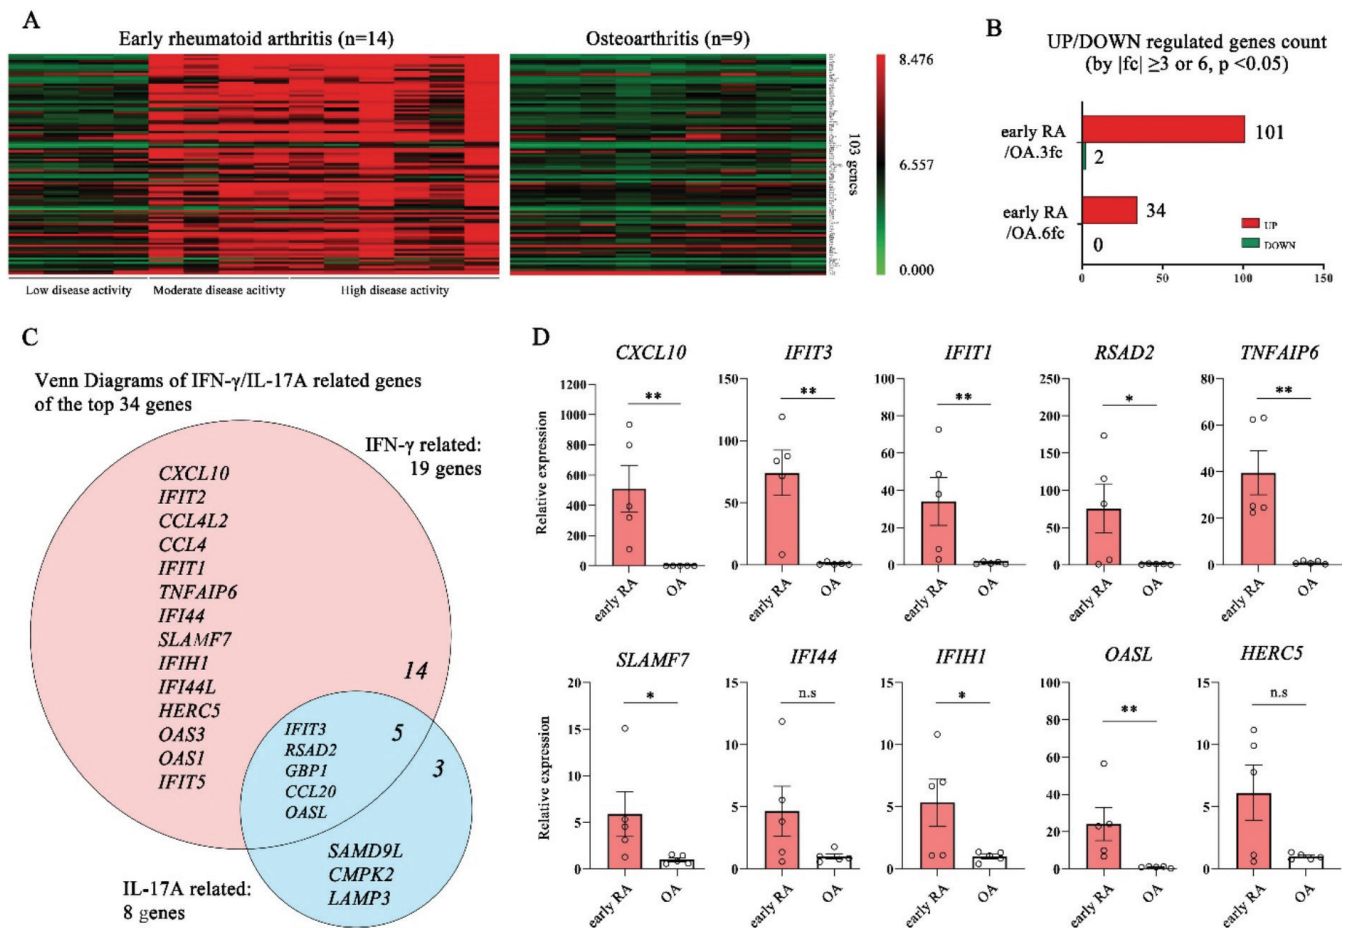 A
Early rheumatoid arthritis (n=14)
Osteoarthritis (n=9)
8.476
6.557
0.000
103 genes
Low disease activity
Moderate disease acitivty
High disease activity
B
UP/DOWN regulated genes count
(by |fc| ≥3 or 6, p <0.05)
early RA
/OA.3fc
101
2
early RA
/OA.6fc
34
0
UP
DOWN
0
50
100
150
C
Venn Diagrams of IFN-γ/IL-17A related genes
of the top 34 genes
IFN-γ related:
19 genes
CXCL10
IFIT2
CCL4L2
CCL4
IFIT1
TNFAIP6
IFI44
SLAMF7
IFIH1
IFI44L
HERC5
OAS3
OAS1
IFIT5
14
IFIT3
RSAD2
GBP1
CCL20
OASL
5
3
SAMD9L
CMPK2
LAMP3
IL-17A related:
8 genes
D
CXCL10
Relative expression
1200
1000
800
600
400
200
0
**
early RA
OA
IFIT3
150
100
50
0
**
early RA
OA
IFIT1
100
80
60
40
20
0
**
early RA
OA
RSAD2
250
200
150
100
50
0
*
early RA
OA
TNFAIP6
80
60
40
20
0
**
early RA
OA
SLAMF7
Relative expression
20
15
10
5
0
*
early RA
OA
IFI44
15
10
5
0
n.s
early RA
OA
IFIH1
15
10
5
0
*
early RA
OA
OASL
100
80
60
40
20
0
**
early RA
OA
HERC5
15
10
5
0
n.s
early RA
OA